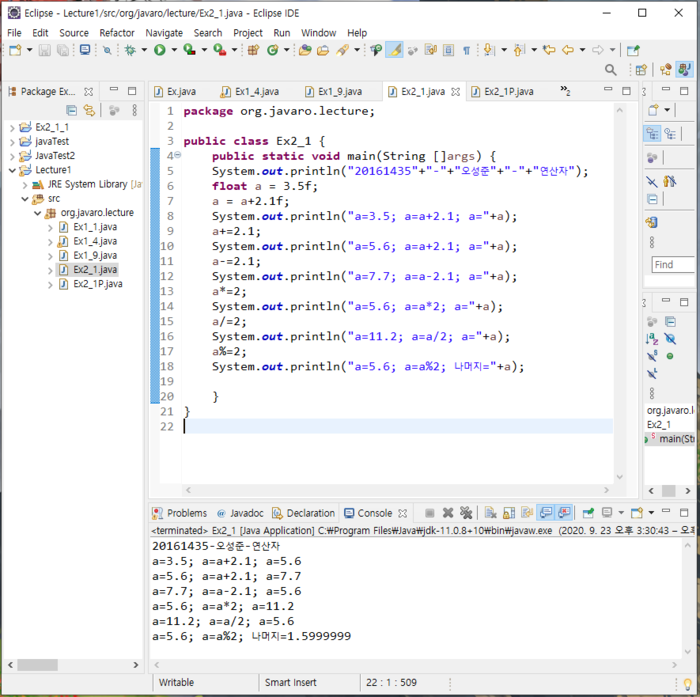 Eclipse - Lecture1/src/org/javaro/lecture/Ex2_1.java - Eclipse IDE
File Edit Source Refactor Navigate Search Project Run Window Help
Package Ex...
Ex.java Ex1_4.java Ex1_9.java Ex2_1.java Ex2_1P.java »2
Ex2_1_1
javaTest
JavaTest2
Lecture1
JRE System Library [Ja
src
org.javaro.lecture
Ex1_1.java
Ex1_4.java
Ex1_9.java
Ex2_1.java
Ex2_1P.java
1 package org.javaro.lecture;
2
3 public class Ex2_1 {
4 public static void main(String []args) {
5 System.out.println("20161435"+"-"+"오성준"+"-"+"연산자");
6 float a = 3.5f;
7 a = a+2.1f;
8 System.out.println("a=3.5; a=a+2.1; a="+a);
9 a+=2.1;
10 System.out.println("a=5.6; a=a+2.1; a="+a);
11 a-=2.1;
12 System.out.println("a=7.7; a=a-2.1; a="+a);
13 a*=2;
14 System.out.println("a=5.6; a=a*2; a="+a);
15 a/=2;
16 System.out.println("a=11.2; a=a/2; a="+a);
17 a%=2;
18 System.out.println("a=5.6; a=a%2; 나머지="+a);
19
20 }
21 }
22
Find
org.javaro.l
Ex2_1
main(Str
Problems Javadoc Declaration Console
<terminated> Ex2_1 [Java Application] C:₩Program Files₩Java₩jdk-11.0.8+10₩bin₩javaw.exe (2020. 9. 23 오후 3:30:43 – 오후
20161435-오성준-연산자
a=3.5; a=a+2.1; a=5.6
a=5.6; a=a+2.1; a=7.7
a=7.7; a=a-2.1; a=5.6
a=5.6; a=a*2; a=11.2
a=11.2; a=a/2; a=5.6
a=5.6; a=a%2; 나머지=1.5999999
Writable Smart Insert 22 : 1 : 509